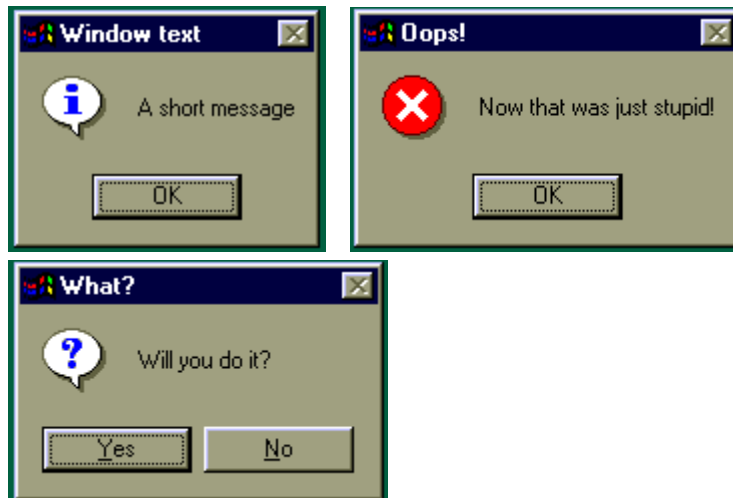 Window text
A short message
OK
Oops!
Now that was just stupid!
OK
What?
Will you do it?
Yes
No